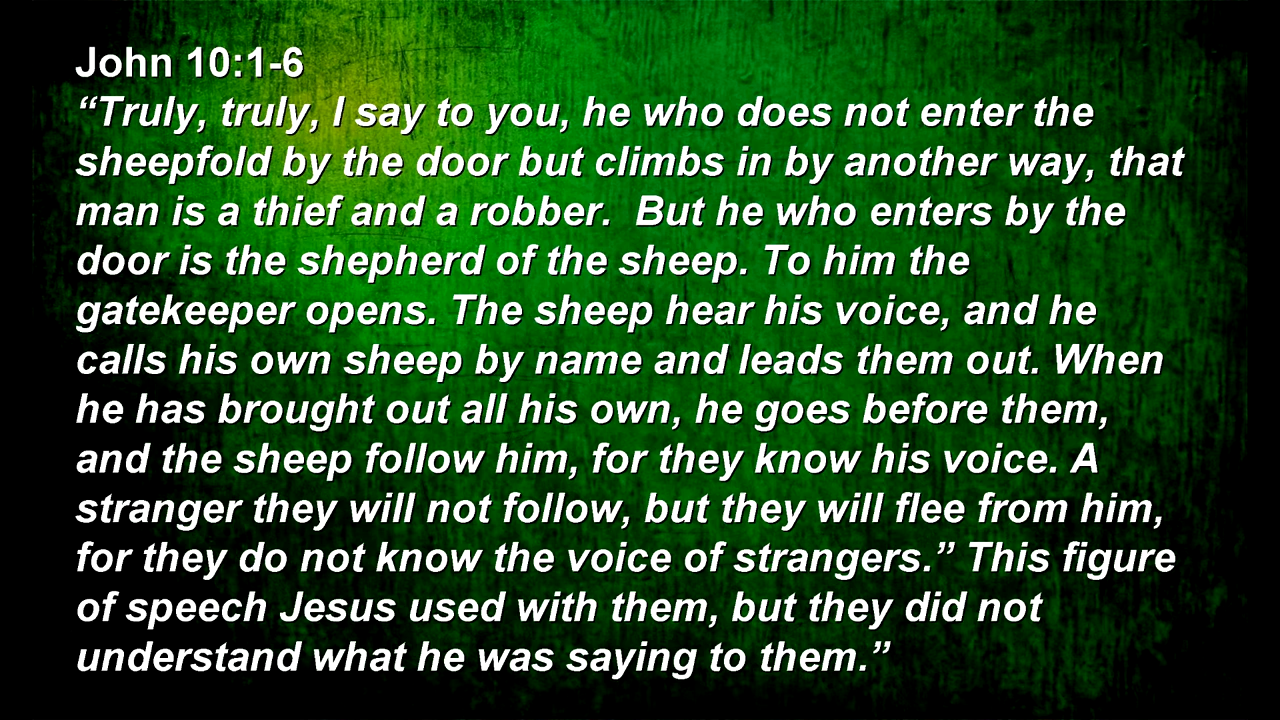 John 10:1-6
“Truly, truly, I say to you, he who does not enter the
sheepfold by the door but climbs in by another way, that
man is a thief and a robber.  But he who enters by the
door is the shepherd of the sheep. To him the
gatekeeper opens. The sheep hear his voice, and he
calls his own sheep by name and leads them out. When
he has brought out all his own, he goes before them,
and the sheep follow him, for they know his voice. A
stranger they will not follow, but they will flee from him,
for they do not know the voice of strangers.” This figure
of speech Jesus used with them, but they did not
understand what he was saying to them.”